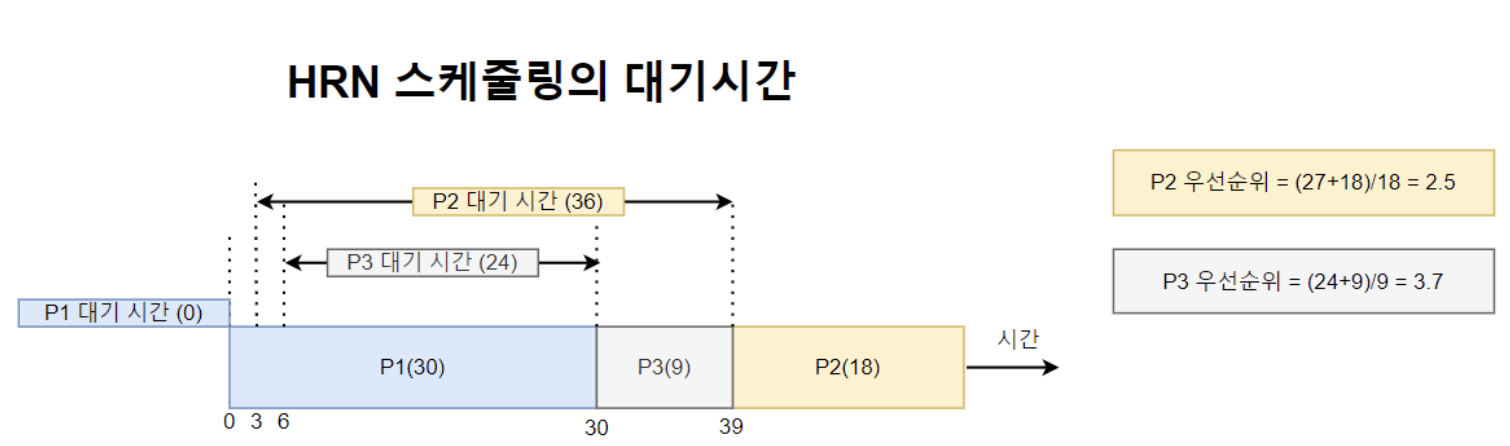 HRN 스케줄링의 대기시간
P2 우선순위 = (27+18)/18 = 2.5
P2 대기 시간 (36)
P3 대기 시간 (24)
P3 우선순위 = (24+9)/9 = 3.7
P1 대기 시간 (0)
시간
P1(30)
P3(9)
P2(18)
0 3 6 30 39